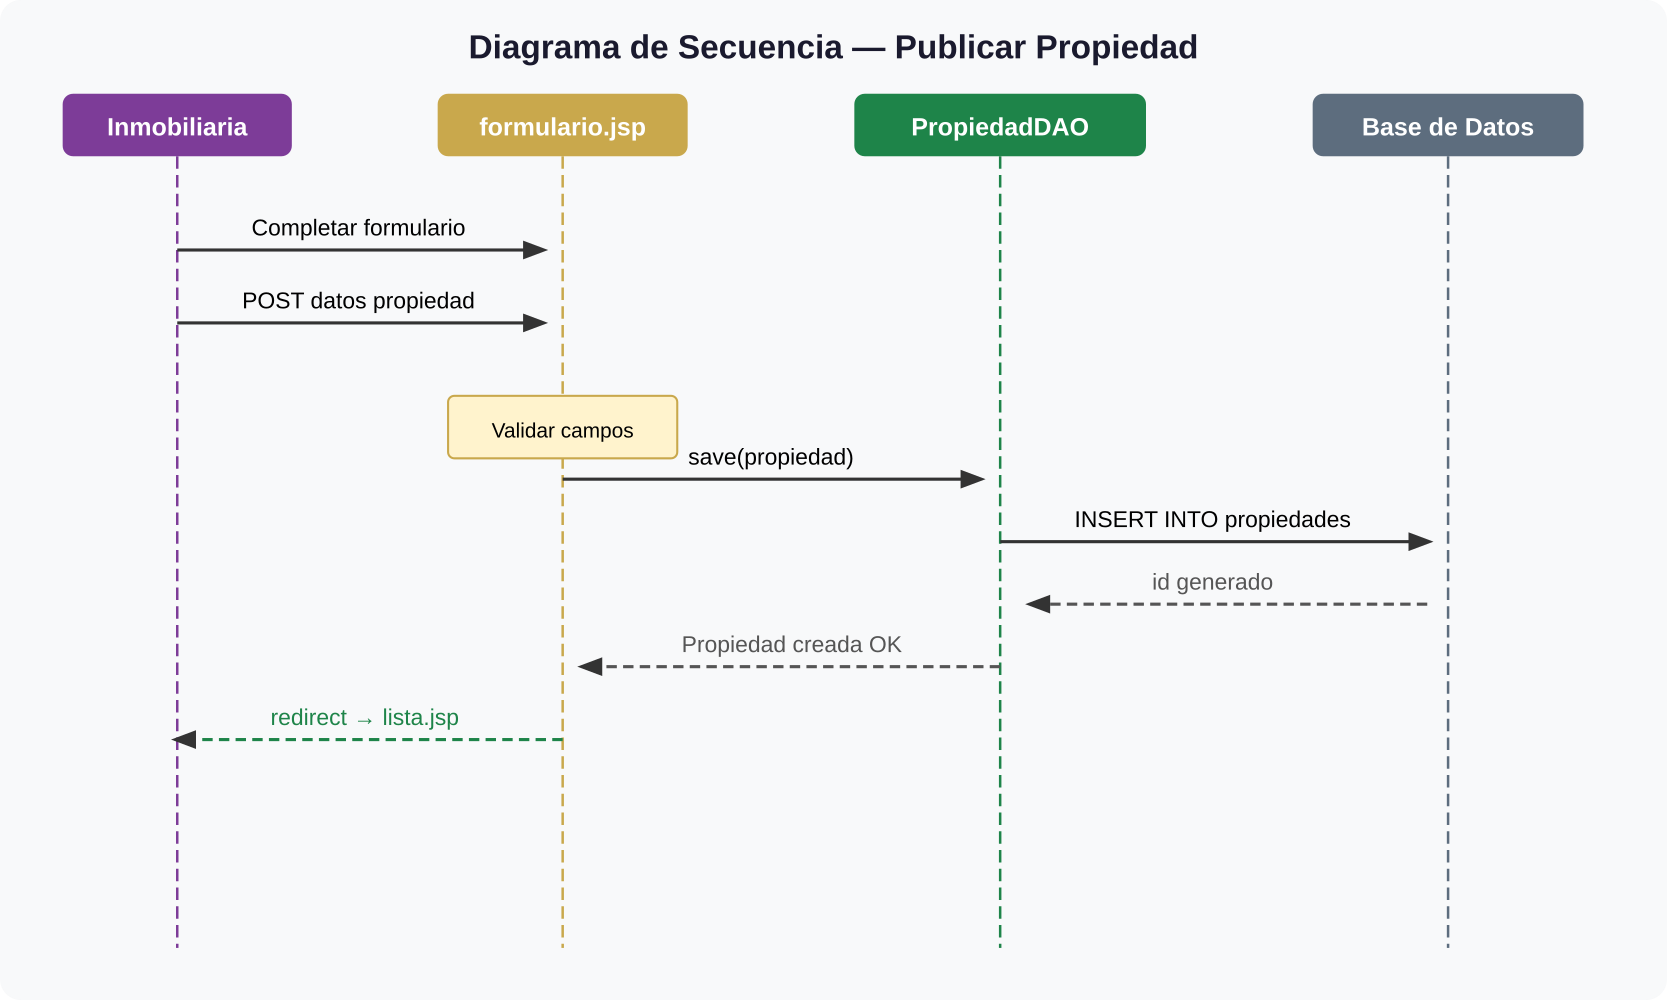 Diagrama de Secuencia — Publicar Propiedad
Inmobiliaria
formulario.jsp
PropiedadDAO
Base de Datos
Completar formulario
POST datos propiedad
Validar campos
save(propiedad)
INSERT INTO propiedades
id generado
Propiedad creada OK
redirect → lista.jsp